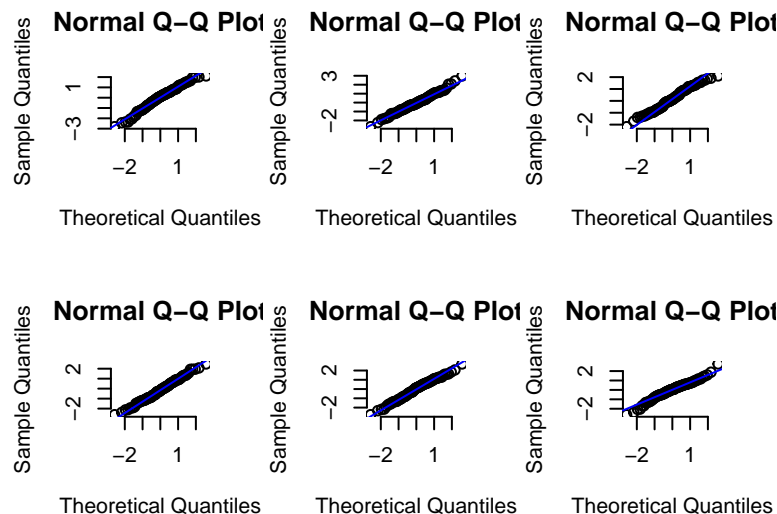 Normal Q−Q Plot
Sample Quantiles
1
−3
−2 1
Theoretical Quantiles
Normal Q−Q Plot
Sample Quantiles
3
−2
−2 1
Theoretical Quantiles
Normal Q−Q Plot
Sample Quantiles
2
−2
−2 1
Theoretical Quantiles
Normal Q−Q Plot
Sample Quantiles
2
−2
−2 1
Theoretical Quantiles
Normal Q−Q Plot
Sample Quantiles
2
−2
−2 1
Theoretical Quantiles
Normal Q−Q Plot
Sample Quantiles
2
−2
−2 1
Theoretical Quantiles